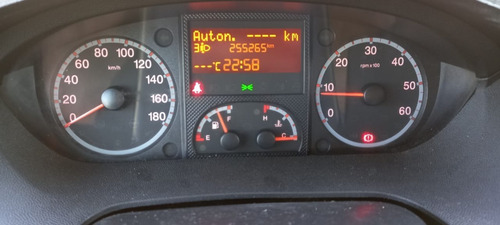 Auton. ---- km
255265 km
---°C 22:58
0 20 40 60 80 100 120 140 160 180
km/h
0 10 20 30 40 50 60
rpm x 100
E F
H C